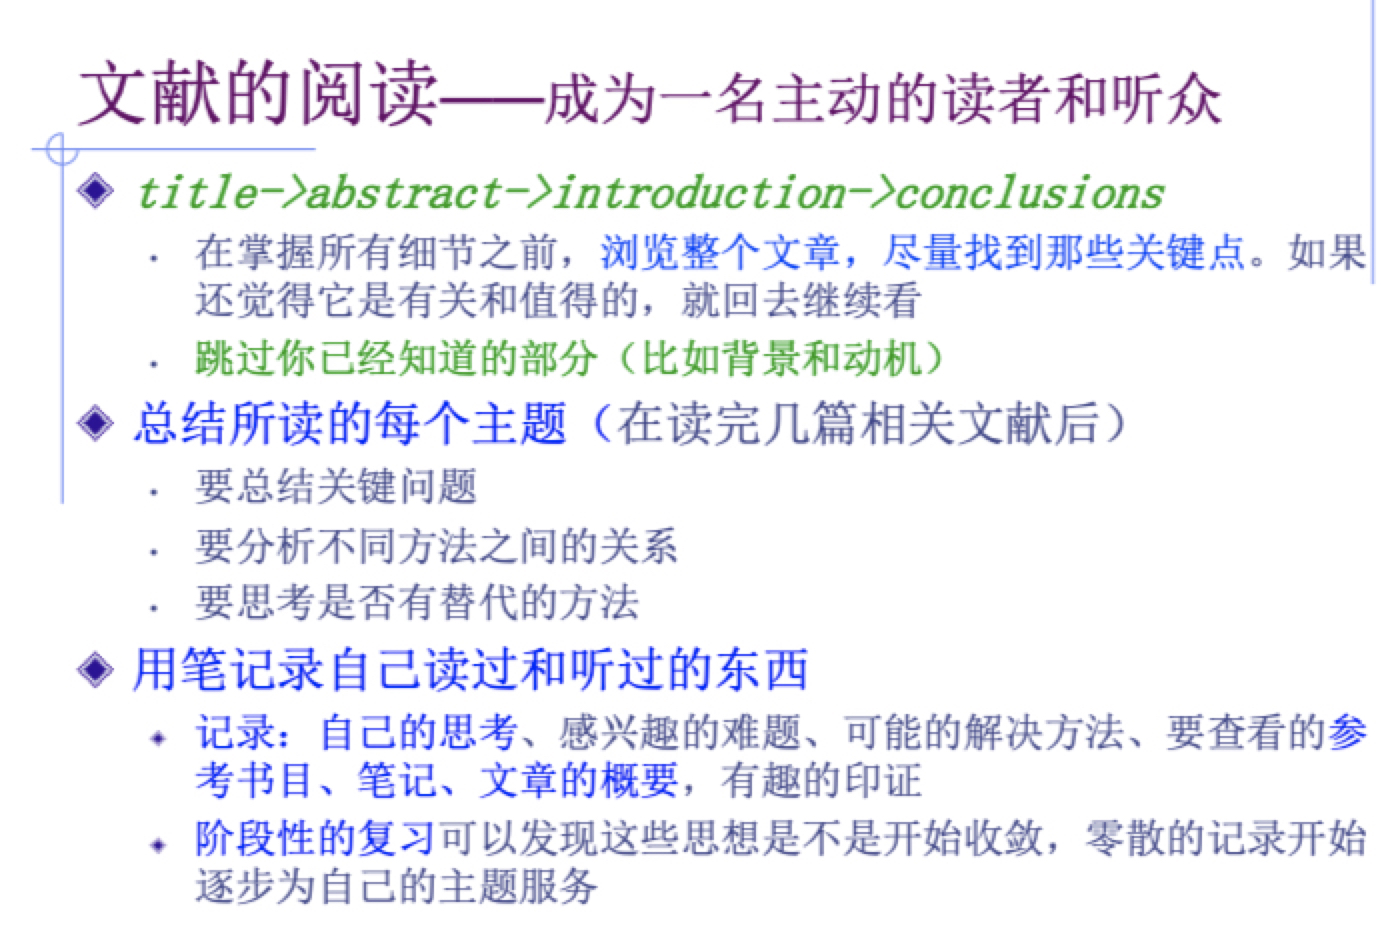 文献的阅读——成为一名主动的读者和听众
title->abstract->introduction->conclusions
在掌握所有细节之前，浏览整个文章，尽量找到那些关键点。如果
还觉得它是有关和值得的，就回去继续看
跳过你已经知道的部分（比如背景和动机）
总结所读的每个主题（在读完几篇相关文献后）
要总结关键问题
要分析不同方法之间的关系
要思考是否有替代的方法
用笔记录自己读过和听过的东西
记录：自己的思考、感兴趣的难题、可能的解决方法、要查看的参
考书目、笔记、文章的概要，有趣的印证
阶段性的复习可以发现这些思想是不是开始收敛，零散的记录开始
逐步为自己的主题服务